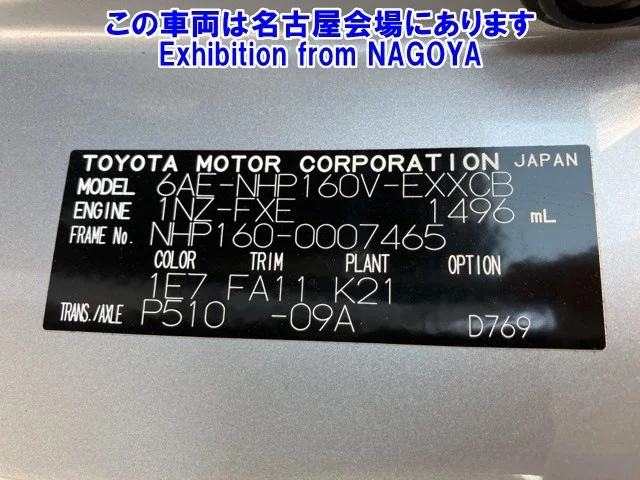 この車両は名古屋会場にあります
Exhibition from NAGOYA
TOYOTA MOTOR CORPORATION JAPAN
MODEL 6AE-NHP160V-EXXCB
ENGINE 1NZ-FXE 1496 mL
FRAME No. NHP160-0007465
COLOR TRIM PLANT OPTION
1E7 FA11 K21
TRANS./AXLE P510 -09A D769